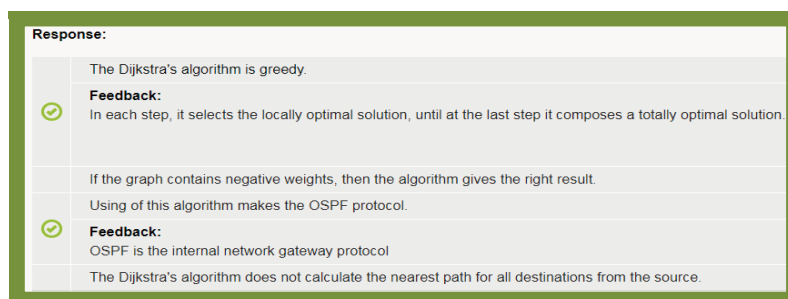 Response:
The Dijkstra's algorithm is greedy.
Feedback:
In each step, it selects the locally optimal solution, until at the last step it composes a totally optimal solution.
If the graph contains negative weights, then the algorithm gives the right result.
Using of this algorithm makes the OSPF protocol.
Feedback:
OSPF is the internal network gateway protocol
The Dijkstra's algorithm does not calculate the nearest path for all destinations from the source.